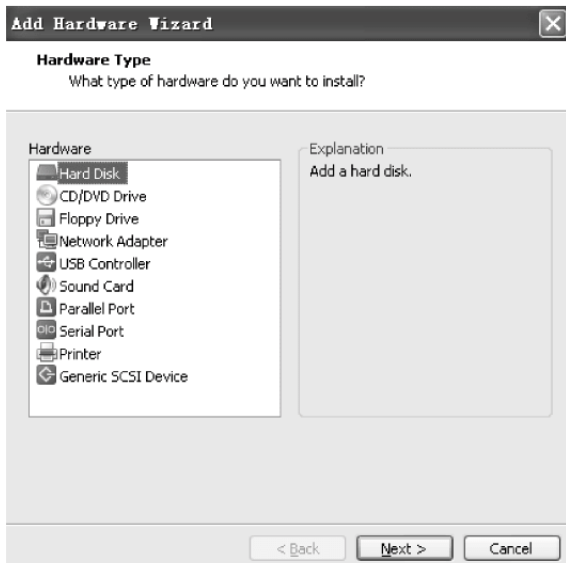 Add Hardware Wizard
Hardware Type
What type of hardware do you want to install?
Hardware
Hard Disk
CD/DVD Drive
Floppy Drive
Network Adapter
USB Controller
Sound Card
Parallel Port
Serial Port
Printer
Generic SCSI Device
Explanation
Add a hard disk.
< Back
Next >
Cancel